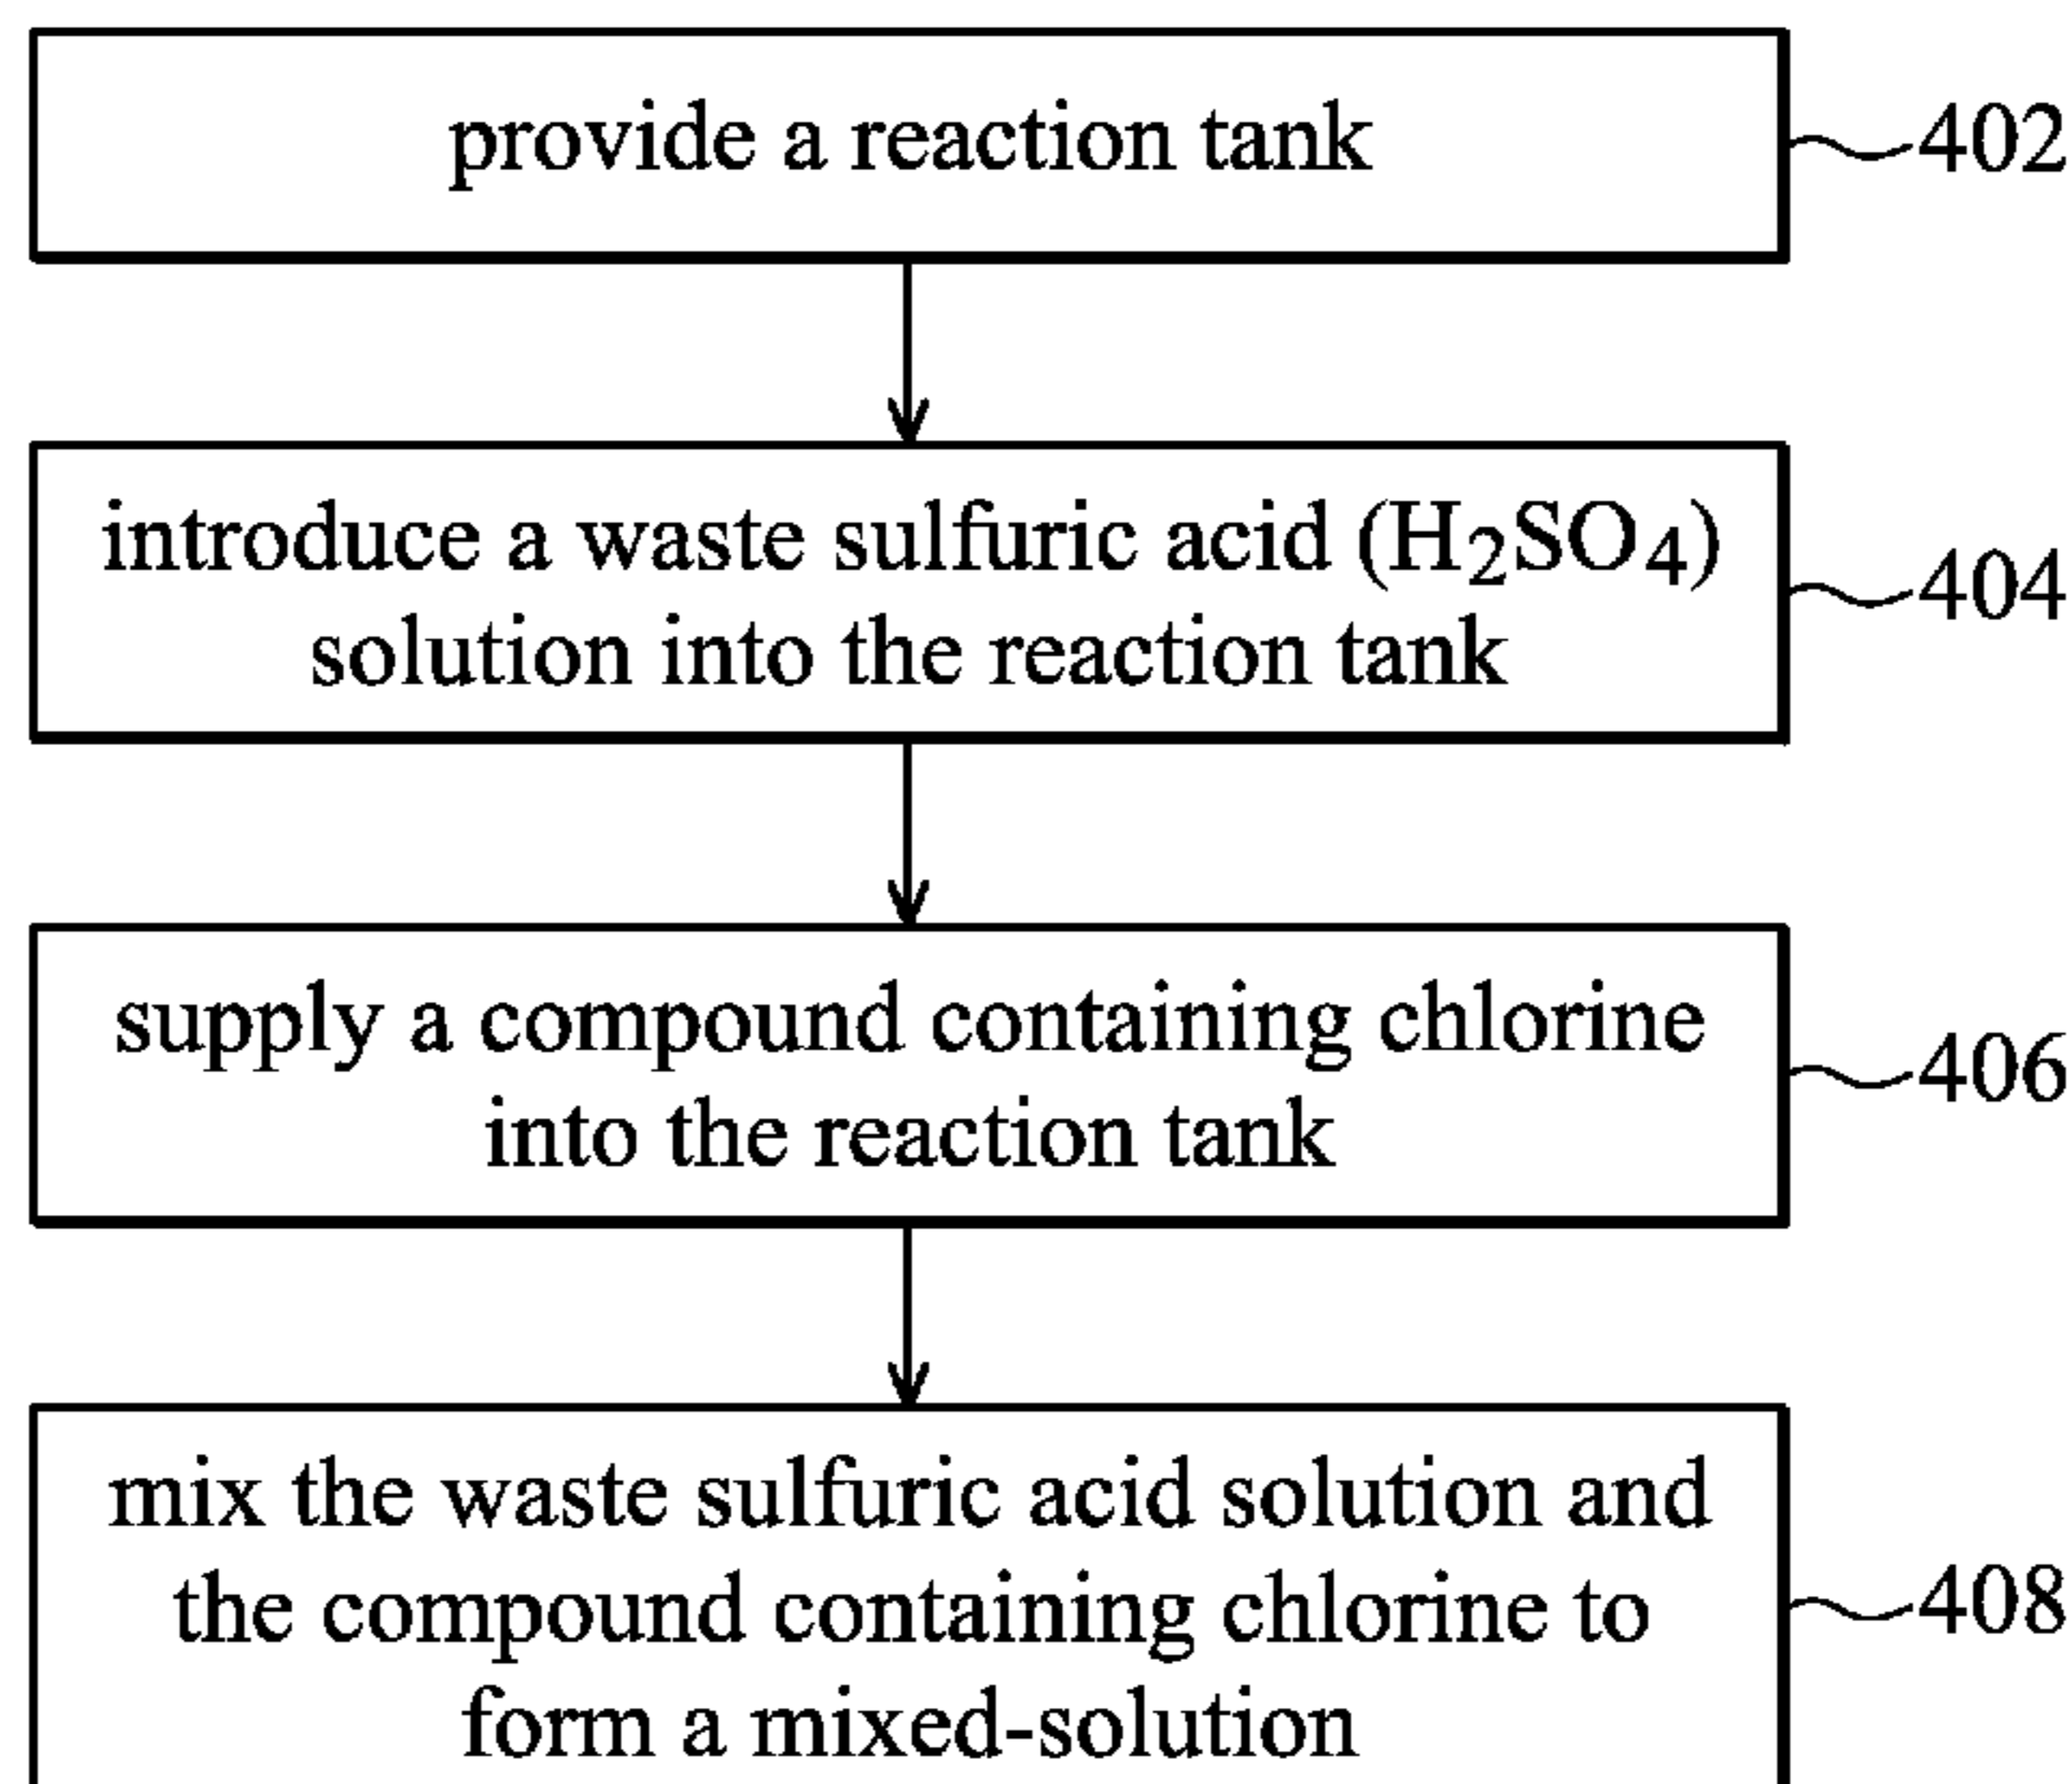 provide a reaction tank
402
introduce a waste sulfuric acid (H₂SO₄)
solution into the reaction tank
404
supply a compound containing chlorine
into the reaction tank
406
mix the waste sulfuric acid solution and
the compound containing chlorine to
form a mixed-solution
408